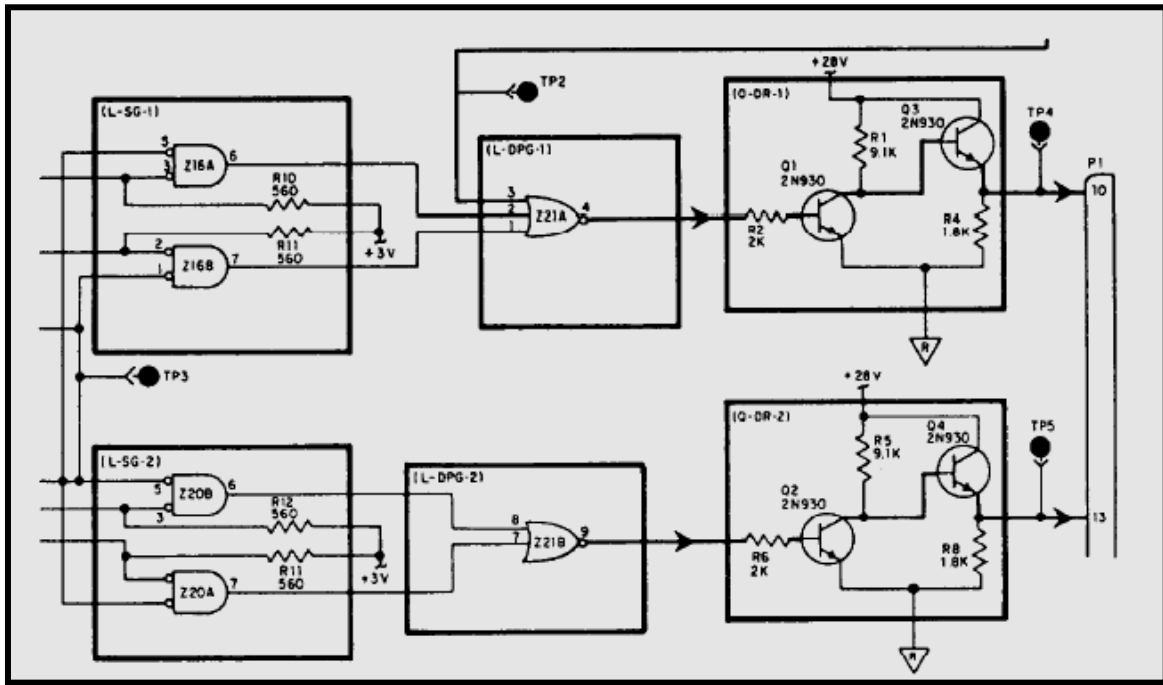 +28V
TP2
(L-SG-1)
(Q-DR-1)
Q3
2N930
TP4
5
Z16A
6
3
(L-DPG-1)
R1
9.1K
P1
R10
560
Q1
2N930
3
2
Z21A
4
1
10
R11
560
+3V
R2
2K
R4
1.8K
2
Z16B
7
1
R
TP3
+28V
(L-SG-2)
(Q-DR-2)
Q4
2N930
TP5
R5
9.1K
5
Z20B
6
3
(L-DPG-2)
R12
560
Q2
2N930
8
7
Z21B
9
13
R11
560
+3V
R6
2K
R8
1.8K
Z20A
7